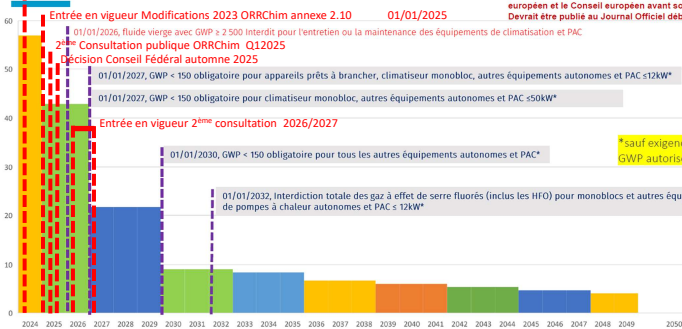 européen et le Conseil européen avant so
Devrait être publié au Journal Officiel déb
Entrée en vigueur Modifications 2023 ORRChim annexe 2.10 01/01/2025
01/01/2026, fluide vierge avec GWP ≥ 2 500 Interdit pour l'entretien ou la maintenance des équipements de climatisation et PAC
2ème Consultation publique ORRChim Q12025
Décision Conseil Fédéral automne 2025
01/01/2027, GWP < 150 obligatoire pour appareils prêts à brancher, climatiseur monobloc, autres équipements autonomes et PAC ≤12kW*
01/01/2027, GWP < 150 obligatoire pour climatiseur monobloc, autres équipements autonomes et PAC ≤50kW*
Entrée en vigueur 2ème consultation 2026/2027
*sauf exigenc
GWP autoris
01/01/2030, GWP < 150 obligatoire pour tous les autres équipements autonomes et PAC*
01/01/2032, Interdiction totale des gaz à effet de serre fluorés (inclus les HFO) pour monoblocs et autres équ
de pompes à chaleur autonomes et PAC ≤ 12kW*
60
50
40
30
20
10
0
2024 2025 2026 2027 2028 2029 2030 2031 2032 2033 2034 2035 2036 2037 2038 2039 2040 2041 2042 2043 2044 2045 2046 2047 2048 2049 2050